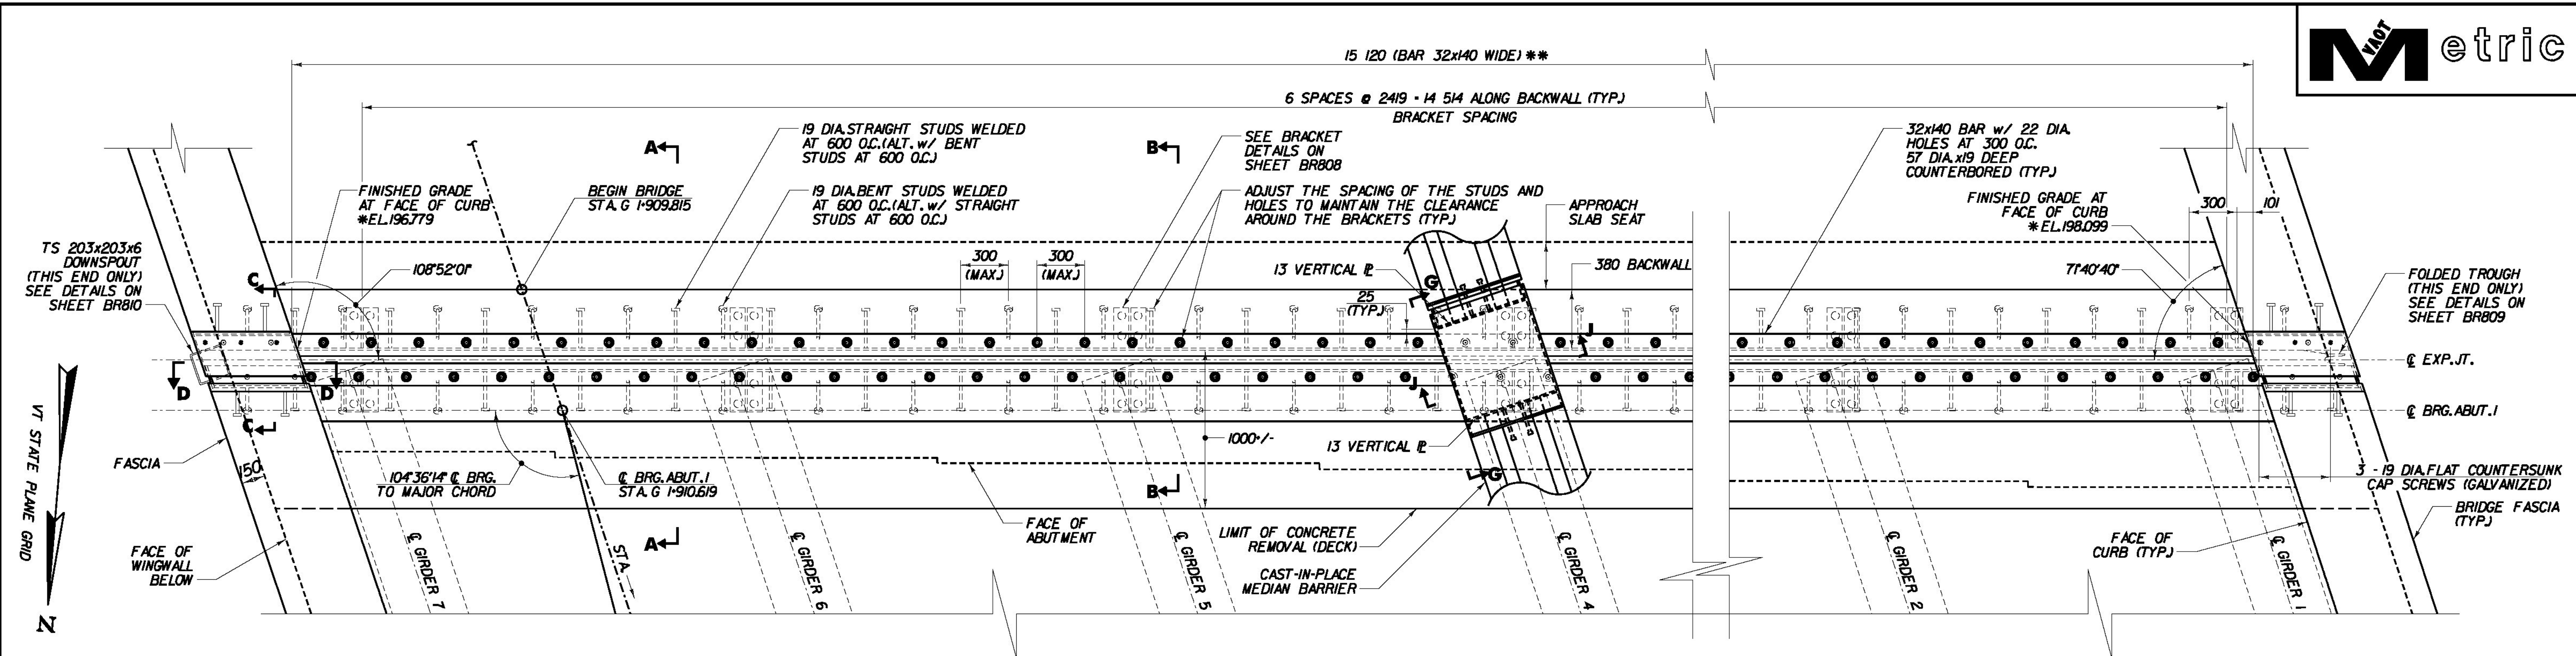 VAOT
Metric
15 120 (BAR 32x140 WIDE) **
6 SPACES @ 2419 = 14 514 ALONG BACKWALL (TYP.)
BRACKET SPACING
19 DIA. STRAIGHT STUDS WELDED
AT 600 O.C. (ALT. w/ BENT
STUDS AT 600 O.C.)
A
B
SEE BRACKET
DETAILS ON
SHEET BR808
32x140 BAR w/ 22 DIA.
HOLES AT 300 O.C.
57 DIA. x19 DEEP
COUNTERBORED (TYP.)
FINISHED GRADE
AT FACE OF CURB
*EL.196.779
BEGIN BRIDGE
STA. G 1+909.815
19 DIA. BENT STUDS WELDED
AT 600 O.C. (ALT. w/ STRAIGHT
STUDS AT 600 O.C.)
ADJUST THE SPACING OF THE STUDS AND
HOLES TO MAINTAIN THE CLEARANCE
AROUND THE BRACKETS (TYP.)
APPROACH
SLAB SEAT
FINISHED GRADE AT
FACE OF CURB
*EL.198.099
300
101
TS 203x203x6
DOWNSPOUT
(THIS END ONLY)
SEE DETAILS ON
SHEET BR810
C
108°52'01"
300
(MAX.)
300
(MAX.)
13 VERTICAL ℙ
G
25
(TYP.)
380 BACKWALL
71°40'40"
FOLDED TROUGH
(THIS END ONLY)
SEE DETAILS ON
SHEET BR809
J
℄ EXP. JT.
D
D
J
℄ BRG. ABUT. 1
C
1000+/-
13 VERTICAL ℙ
G
FASCIA
150
104°36'14" ℄ BRG.
TO MAJOR CHORD
℄ BRG. ABUT. 1
STA. G 1+910.619
B
3 - 19 DIA. FLAT COUNTERSUNK
CAP SCREWS (GALVANIZED)
VT STATE PLANE GRID
N
FACE OF
WINGWALL
BELOW
A
FACE OF
ABUTMENT
LIMIT OF CONCRETE
REMOVAL (DECK)
CAST-IN-PLACE
MEDIAN BARRIER
FACE OF
CURB (TYP.)
BRIDGE FASCIA
(TYP.)
℄ GIRDER 7
STA.
℄ GIRDER 6
℄ GIRDER 5
℄ GIRDER 4
℄ GIRDER 2
℄ GIRDER 1